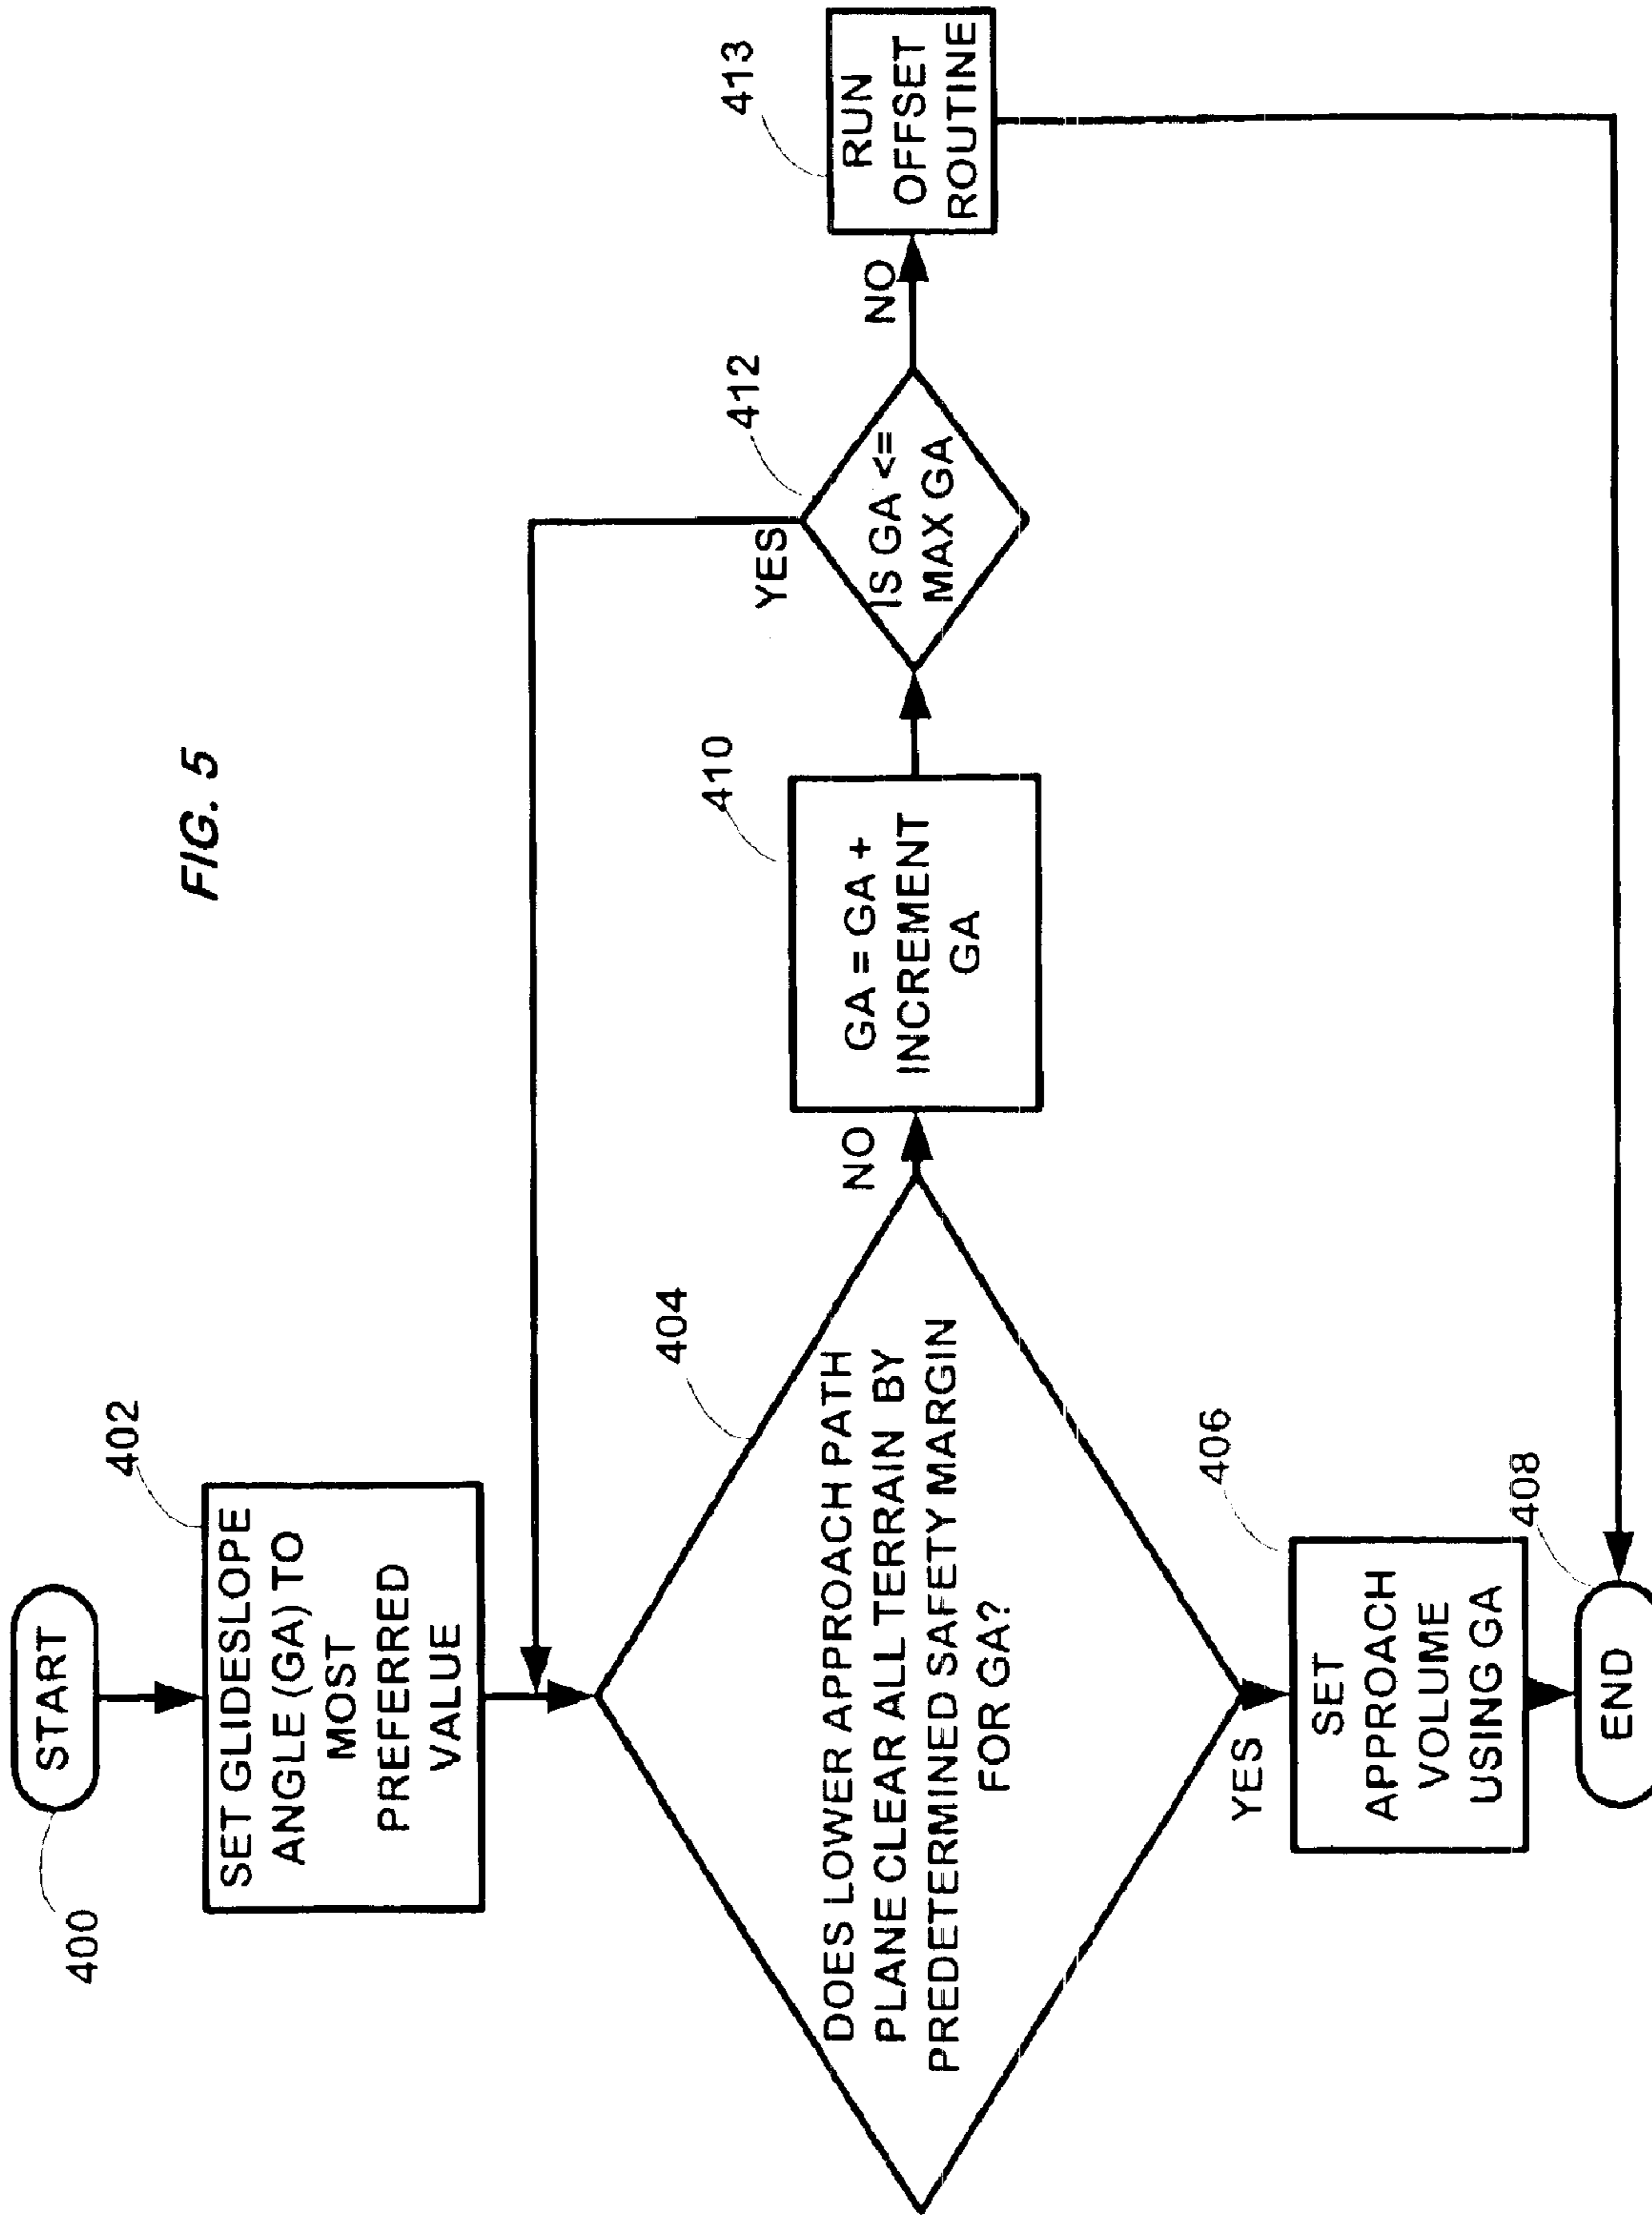 FIG. 5
START
400
SET GLIDESLOPE
ANGLE (GA) TO
MOST
PREFERRED
VALUE
402
DOES LOWER APPROACH PATH
PLANE CLEAR ALL TERRAIN BY
PREDETERMINED SAFETY MARGIN
FOR GA?
404
NO
YES
GA = GA +
INCREMENT
GA
410
IS GA <=
MAX GA
412
YES
NO
RUN
OFFSET
ROUTINE
413
SET
APPROACH
VOLUME
USING GA
406
END
408